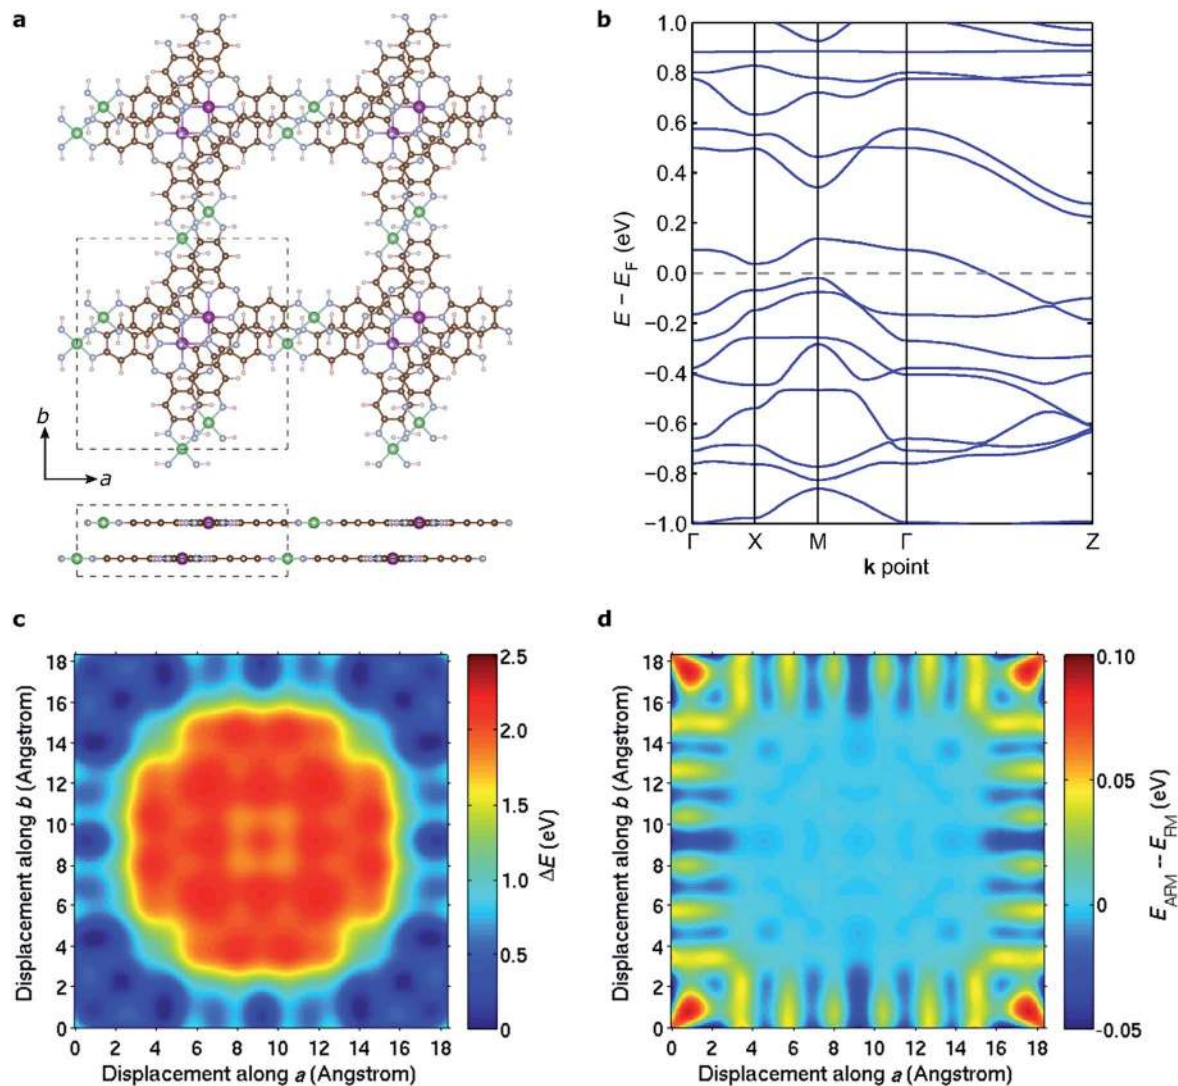 a
b
a
b
1.0
0.8
0.6
0.4
0.2
0.0
−0.2
−0.4
−0.6
−0.8
−1.0
E − E_F (eV)
Γ X M Γ Z
k point
c
18
16
14
12
10
8
6
4
2
0
Displacement along b (Angstrom)
0 2 4 6 8 10 12 14 16 18
Displacement along a (Angstrom)
2.5
2.0
1.5
1.0
0.5
0
ΔE (eV)
d
18
16
14
12
10
8
6
4
2
0
Displacement along b (Angstrom)
0 2 4 6 8 10 12 14 16 18
Displacement along a (Angstrom)
0.10
0.05
0
-0.05
E_AFM -- E_FM (eV)